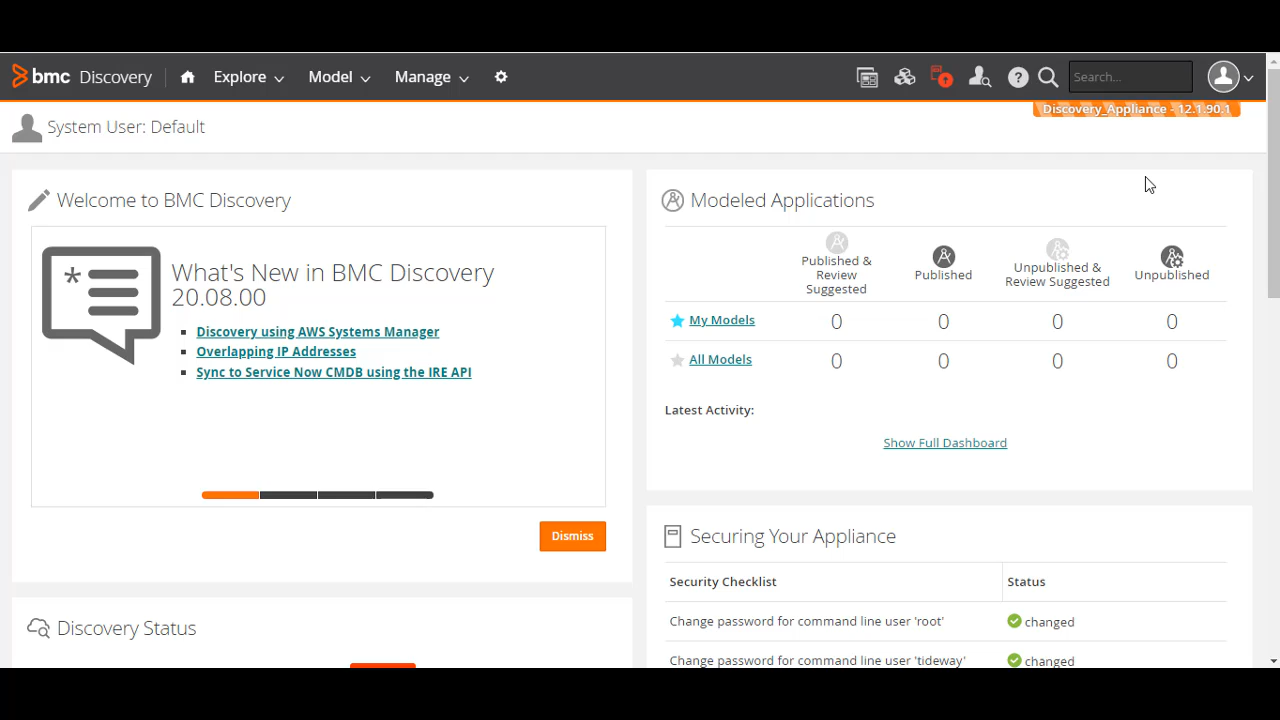 bmc Discovery Explore Model Manage ? Search...
Discovery_Appliance - 12.1.90.1
System User: Default
Welcome to BMC Discovery
What's New in BMC Discovery
20.08.00
Discovery using AWS Systems Manager
Overlapping IP Addresses
Sync to Service Now CMDB using the IRE API
Dismiss
Discovery Status
Modeled Applications
Published &
Review
Suggested
Published
Unpublished &
Review Suggested
Unpublished
My Models 0 0 0 0
All Models 0 0 0 0
Latest Activity:
Show Full Dashboard
Securing Your Appliance
Security Checklist Status
Change password for command line user 'root' changed
Change password for command line user 'tideway' changed